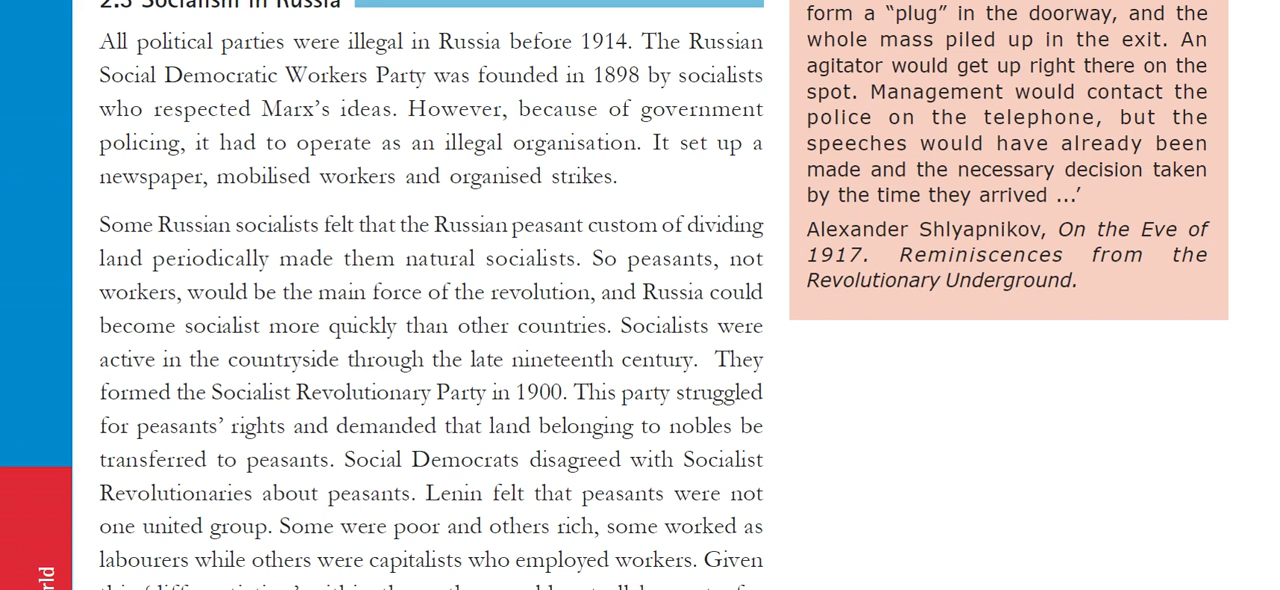 2.3 Socialism in Russia
All political parties were illegal in Russia before 1914. The Russian
Social Democratic Workers Party was founded in 1898 by socialists
who respected Marx’s ideas. However, because of government
policing, it had to operate as an illegal organisation. It set up a
newspaper, mobilised workers and organised strikes.
Some Russian socialists felt that the Russian peasant custom of dividing
land periodically made them natural socialists. So peasants, not
workers, would be the main force of the revolution, and Russia could
become socialist more quickly than other countries. Socialists were
active in the countryside through the late nineteenth century. They
formed the Socialist Revolutionary Party in 1900. This party struggled
for peasants’ rights and demanded that land belonging to nobles be
transferred to peasants. Social Democrats disagreed with Socialist
Revolutionaries about peasants. Lenin felt that peasants were not
one united group. Some were poor and others rich, some worked as
labourers while others were capitalists who employed workers. Given
form a “plug” in the doorway, and the
whole mass piled up in the exit. An
agitator would get up right there on the
spot. Management would contact the
police on the telephone, but the
speeches would have already been
made and the necessary decision taken
by the time they arrived ...’
Alexander Shlyapnikov, On the Eve of
1917. Reminiscences from the
Revolutionary Underground.